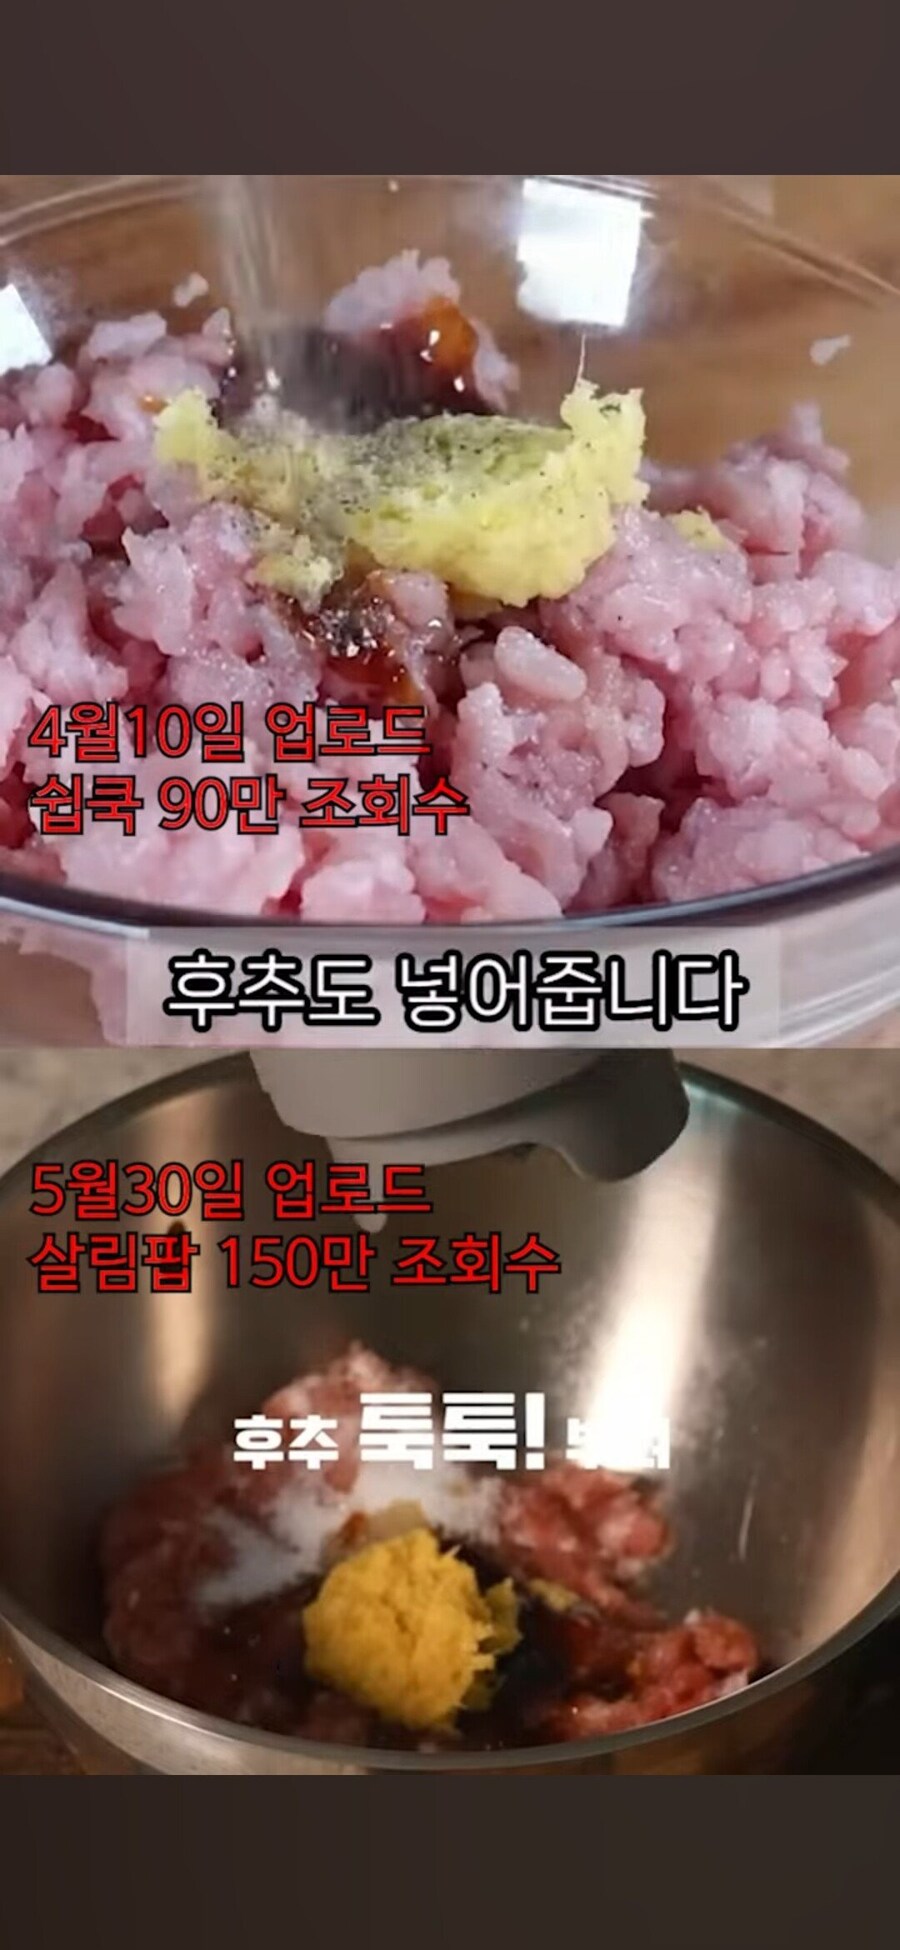 4월10일 업로드
쉽쿡 90만 조회수
후추도 넣어줍니다
5월30일 업로드
살림팝 150만 조회수
후추 톡톡!